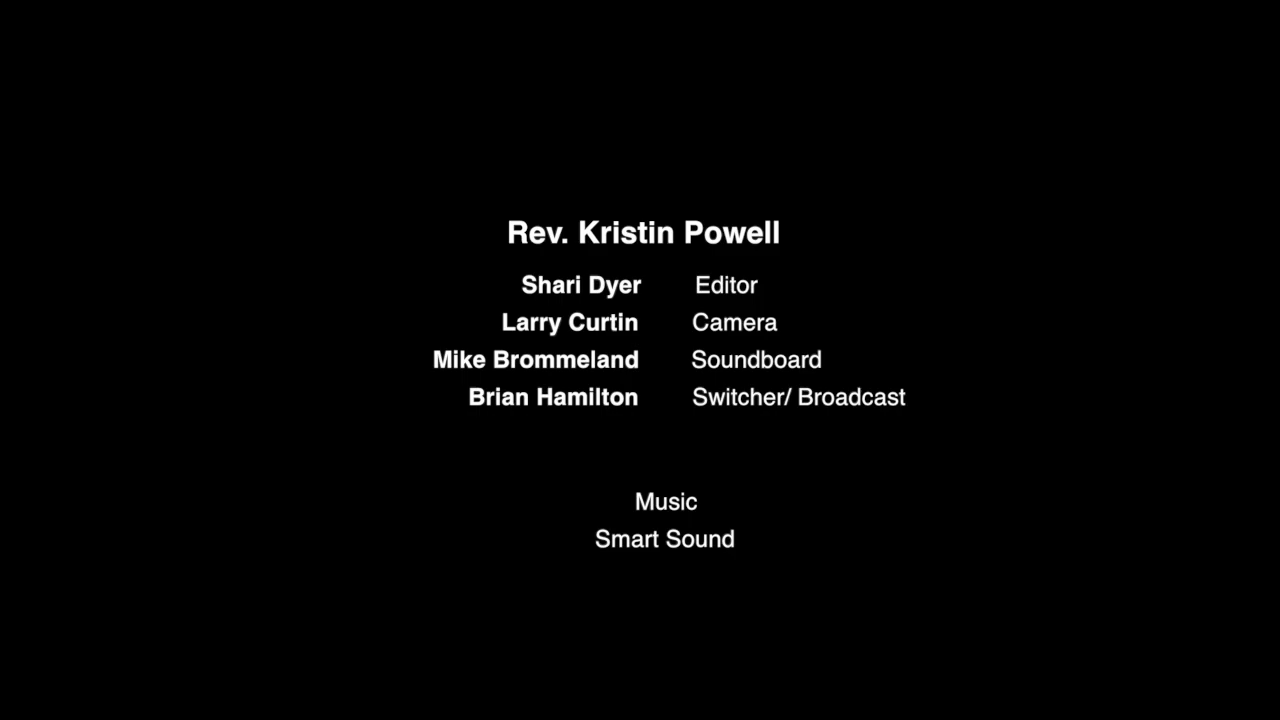 Rev. Kristin Powell
Shari Dyer Editor
Larry Curtin Camera
Mike Brommeland Soundboard
Brian Hamilton Switcher/ Broadcast
Music
Smart Sound